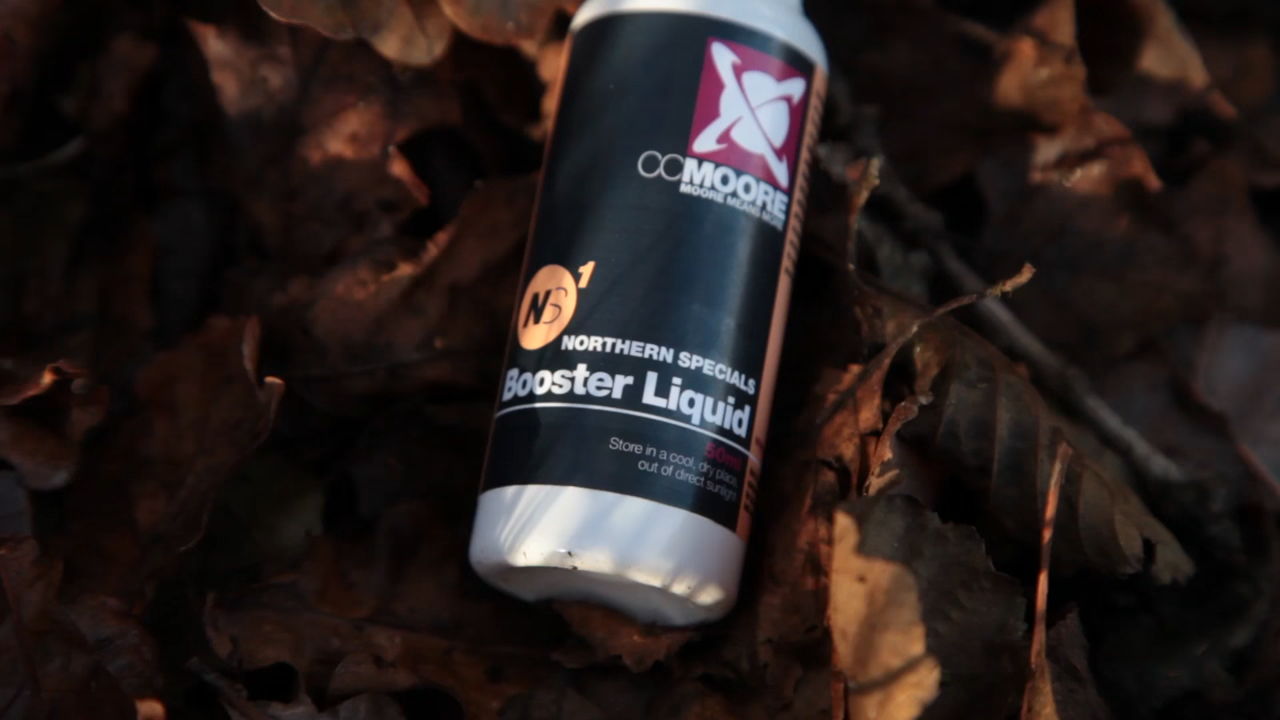 CCMOORE
MOORE MEANS MORE
NS1
NORTHERN SPECIALS
Booster Liquid
50ml
Store in a cool, dry place,
out of direct sunlight